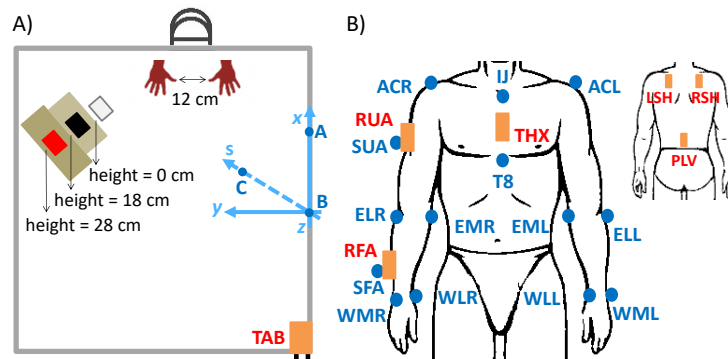 A)
12 cm
x
A
s
C
B
y
z
height = 0 cm
height = 18 cm
height = 28 cm
TAB
B)
ACR
IJ
ACL
RUA
THX
SUA
T8
ELR
EMR
EML
ELL
RFA
SFA
WLR
WLL
WMR
WML
LSH
RSH
PLV